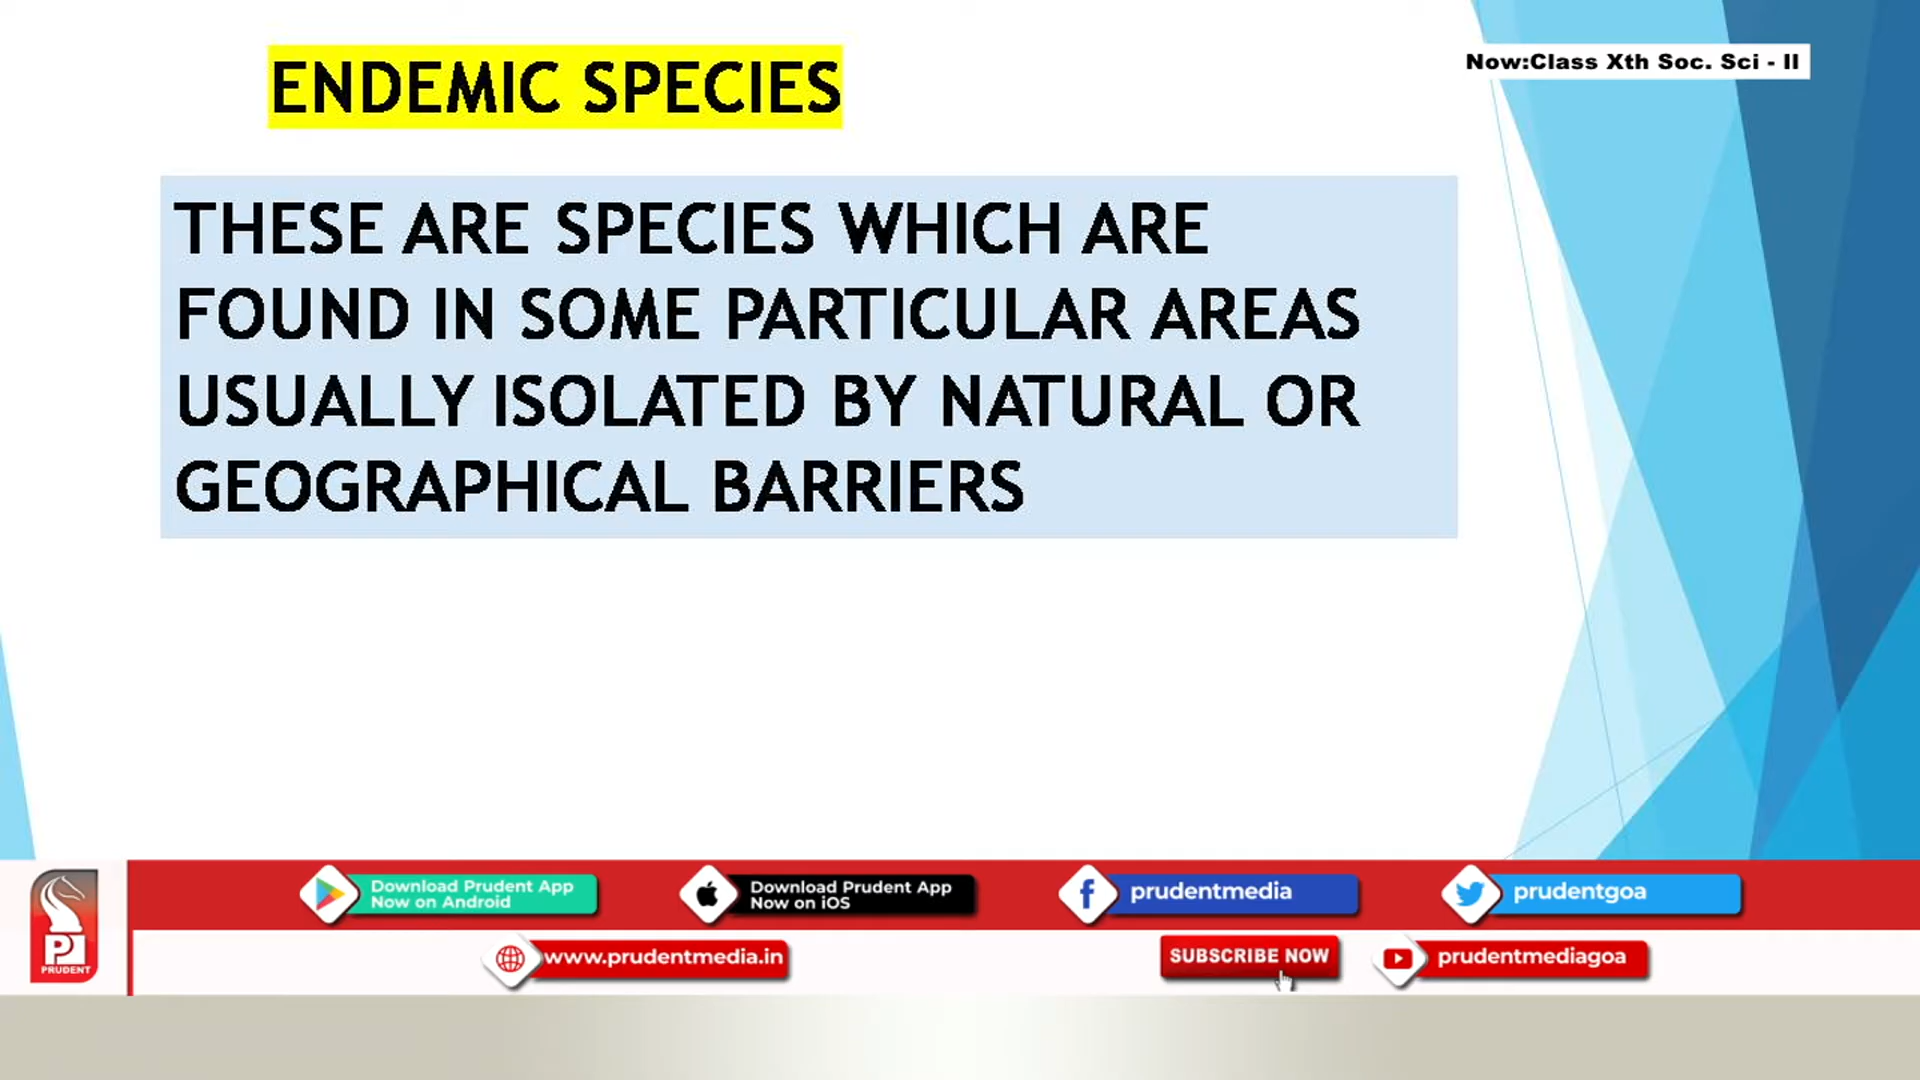 ENDEMIC SPECIES
Now:Class Xth Soc. Sci - II
THESE ARE SPECIES WHICH ARE
FOUND IN SOME PARTICULAR AREAS
USUALLY ISOLATED BY NATURAL OR
GEOGRAPHICAL BARRIERS
Download Prudent App
Now on Android
Download Prudent App
Now on iOS
prudentmedia
prudentgoa
PRUDENT
www.prudentmedia.in
SUBSCRIBE NOW
prudentmediagoa